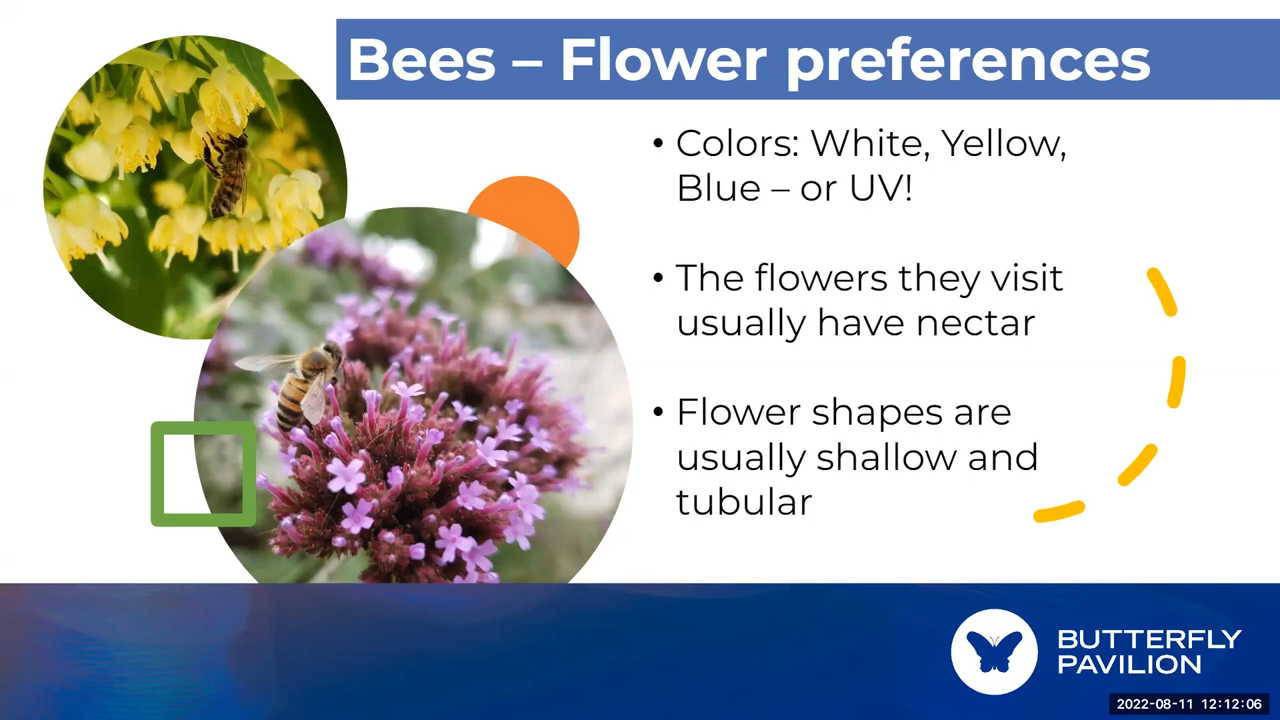 Bees – Flower preferences
• Colors: White, Yellow,
Blue – or UV!
• The flowers they visit
usually have nectar
• Flower shapes are
usually shallow and
tubular
BUTTERFLY
PAVILION
2022-08-11 12:12:06